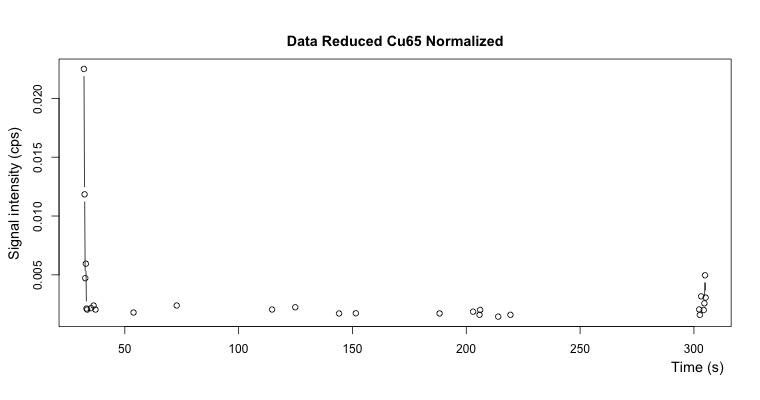 Data Reduced Cu65 Normalized
Signal intensity (cps)
0.020
0.015
0.010
0.005
50 100 150 200 250 300
Time (s)